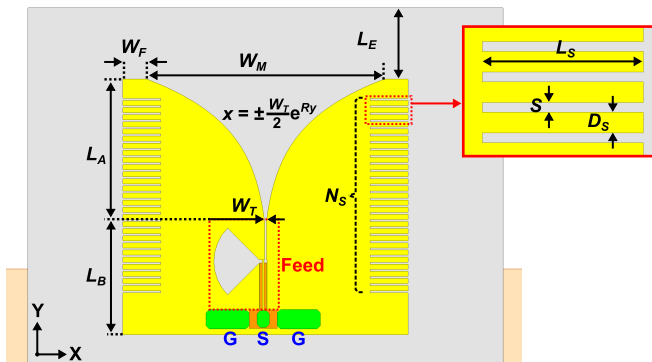 W_F
W_M
L_E
L_S
S
D_S
x = ± W_T/2 e^{Ry}
L_A
N_S
W_T
L_B
Feed
Y
X
G S G